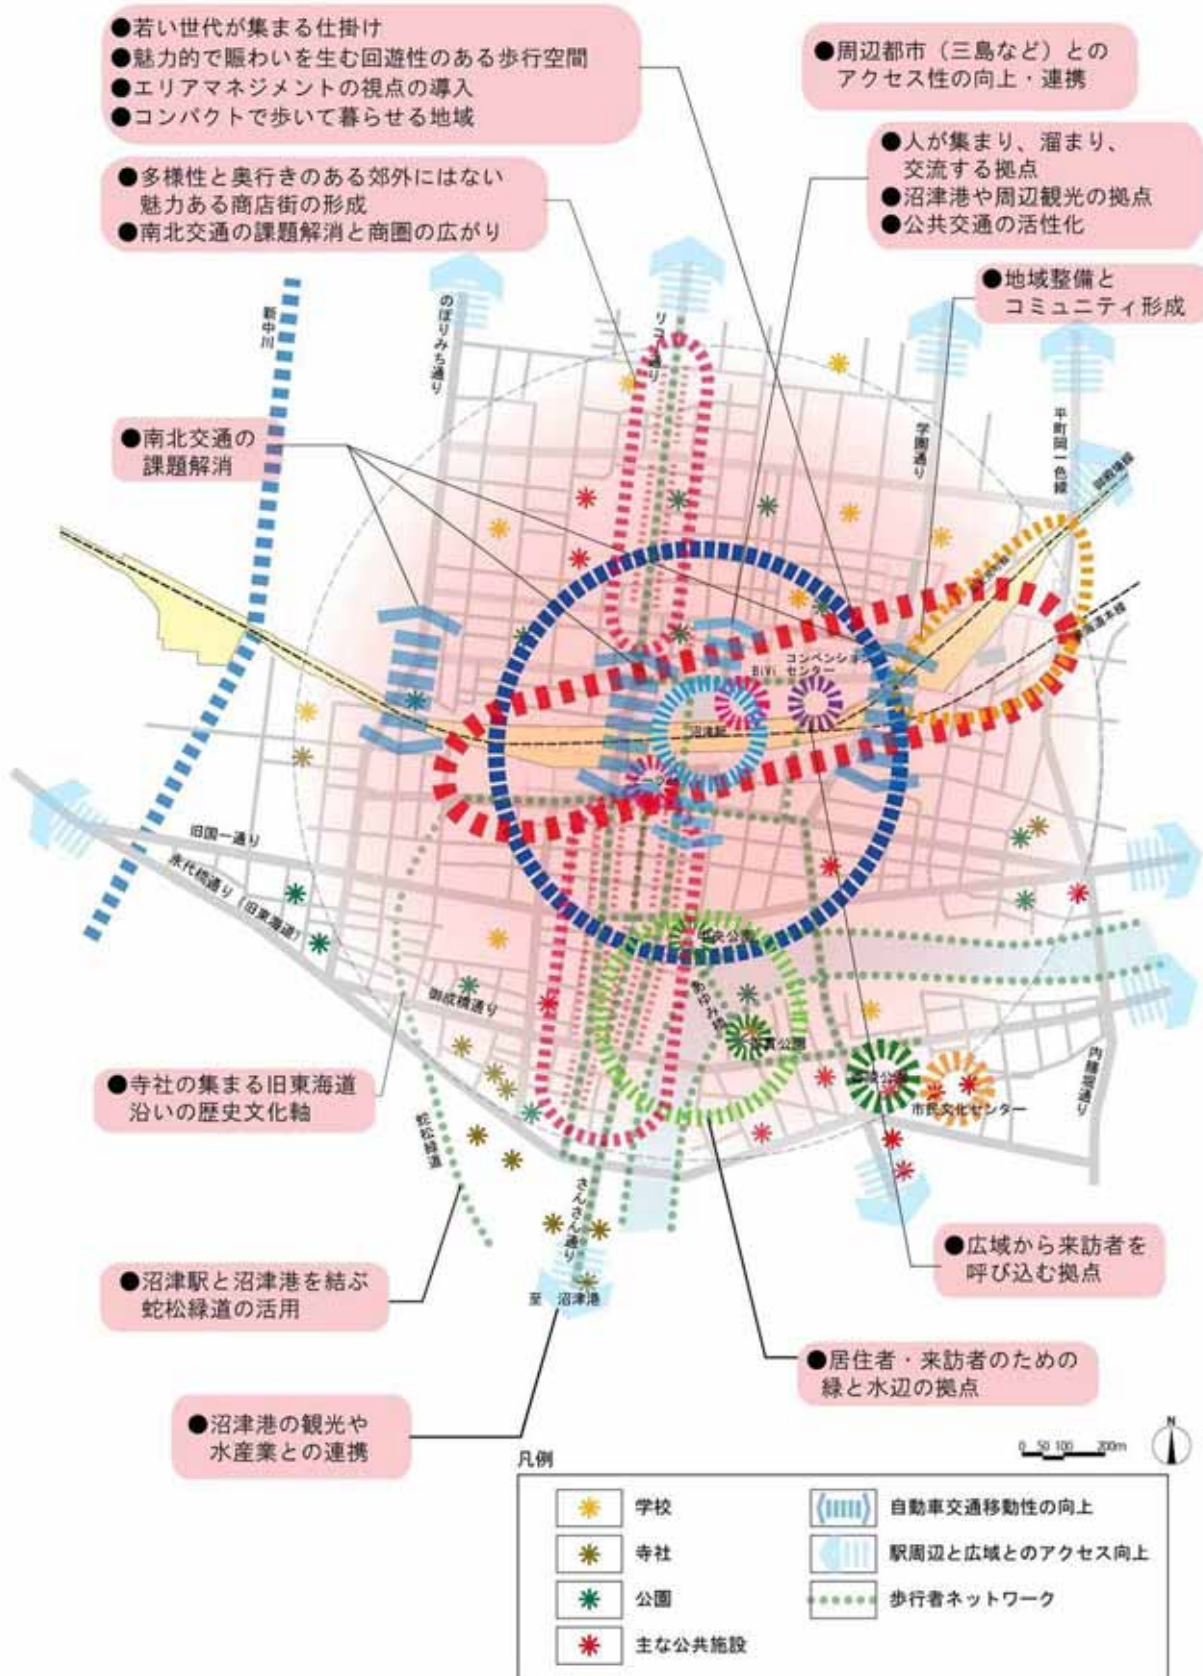 ●若い世代が集まる仕掛け
●魅力的で賑わいを生む回遊性のある歩行空間
●エリアマネジメントの視点の導入
●コンパクトで歩いて暮らせる地域
●周辺都市（三島など）との
アクセス性の向上・連携
●人が集まり、溜まり、
交流する拠点
●沼津港や周辺観光の拠点
●公共交通の活性化
●多様性と奥行きのある郊外にはない
魅力ある商店街の形成
●南北交通の課題解消と商圏の広がり
●地域整備と
コミュニティ形成
新中川
のぼりみち通り
リコー通り
学園通り
平町岡一色線
御殿場線
●南北交通の
課題解消
東海道本線
コンベンション
センター
BiVi
沼津駅
旧国一通り
永代橋通り（旧東海道）
中央公園
御成橋通り
あゆみ橋
市民文化センター
内膳堀通り
●寺社の集まる旧東海道
沿いの歴史文化軸
蛇松緑道
さんさん通り
●広域から来訪者を
呼び込む拠点
●沼津駅と沼津港を結ぶ
蛇松緑道の活用
至 沼津港
●居住者・来訪者のための
緑と水辺の拠点
●沼津港の観光や
水産業との連携
N
0 50 100 200m
凡例
学校
自動車交通移動性の向上
寺社
駅周辺と広域とのアクセス向上
公園
歩行者ネットワーク
主な公共施設